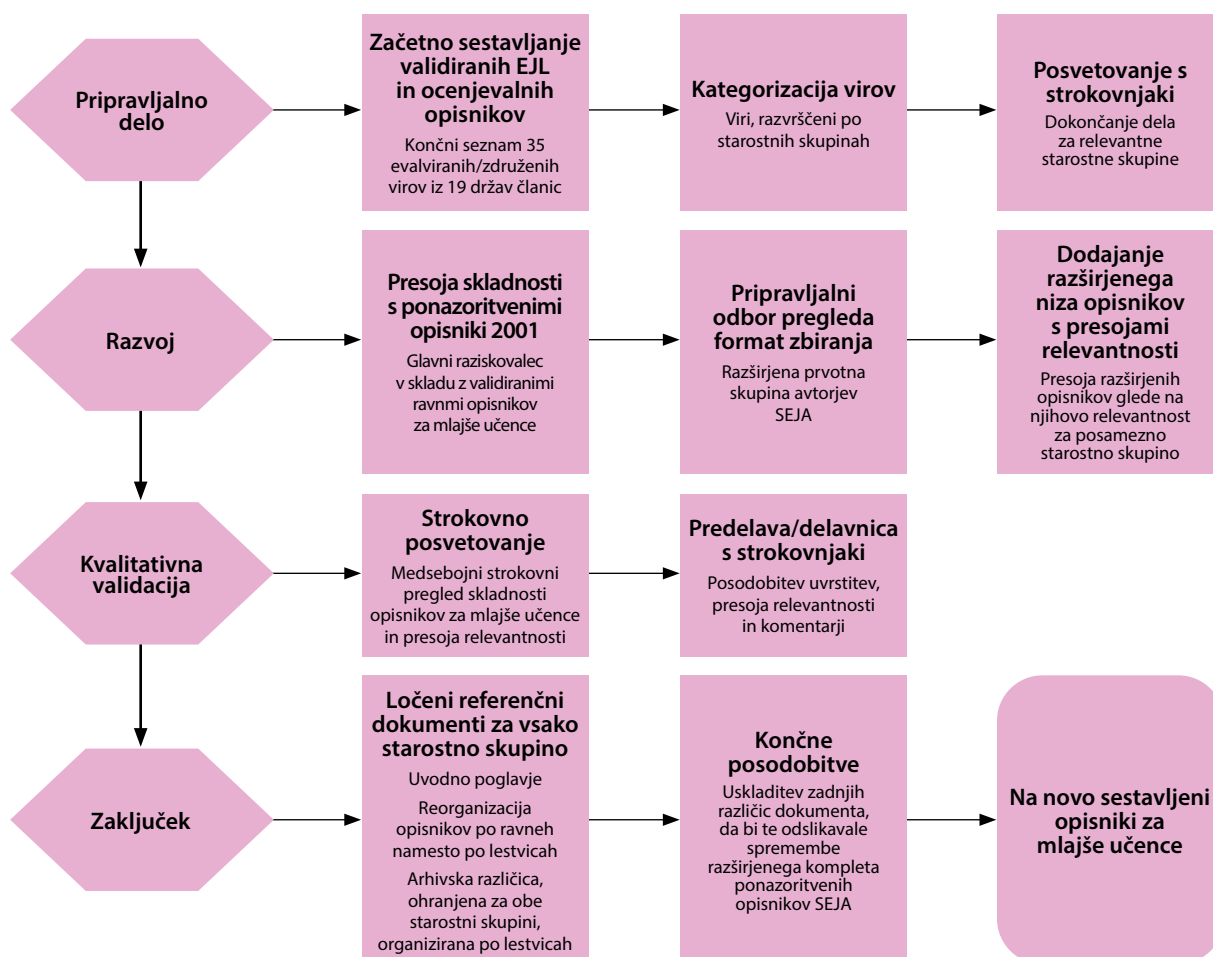 Pripravljalno
delo
Začetno sestavljanje
validiranih EJL
in ocenjevalnih
opisnikov
Končni seznam 35
evalviranih/združenih
virov iz 19 držav članic
Kategorizacija virov
Viri, razvrščeni po
starostnih skupinah
Posvetovanje s
strokovnjaki
Dokončanje dela
za relevantne
starostne skupine
Razvoj
Presoja skladnosti
s ponazoritvenimi
opisniki 2001
Glavni raziskovalec
v skladu z validiranimi
ravnmi opisnikov
za mlajše učence
Pripravljalni
odbor pregleda
format zbiranja
Razširjena prvotna
skupina avtorjev
SEJA
Dodajanje
razširjenega
niza opisnikov
s presojami
relevantnosti
Presoja razširjenih
opisnikov glede na
njihovo relevantnost
za posamezno
starostno skupino
Kvalitativna
validacija
Strokovno
posvetovanje
Medsebojni strokovni
pregled skladnosti
opisnikov za mlajše učence
in presoja relevantnosti
Predelava/delavnica
s strokovnjaki
Posodobitev uvrstitev,
presoja relevantnosti
in komentarji
Zaključek
Ločeni referenčni
dokumenti za vsako
starostno skupino
Uvodno poglavje
Reorganizacija
opisnikov po ravneh
namesto po lestvicah
Arhivska različica,
ohranjena za obe
starostni skupini,
organizirana po lestvicah
Končne
posodobitve
Uskladitev zadnjih
različic dokumenta,
da bi te odslikavale
spremembe
razširjenega kompleta
ponazoritvenih
opisnikov SEJA
Na novo sestavljeni
opisniki za
mlajše učence